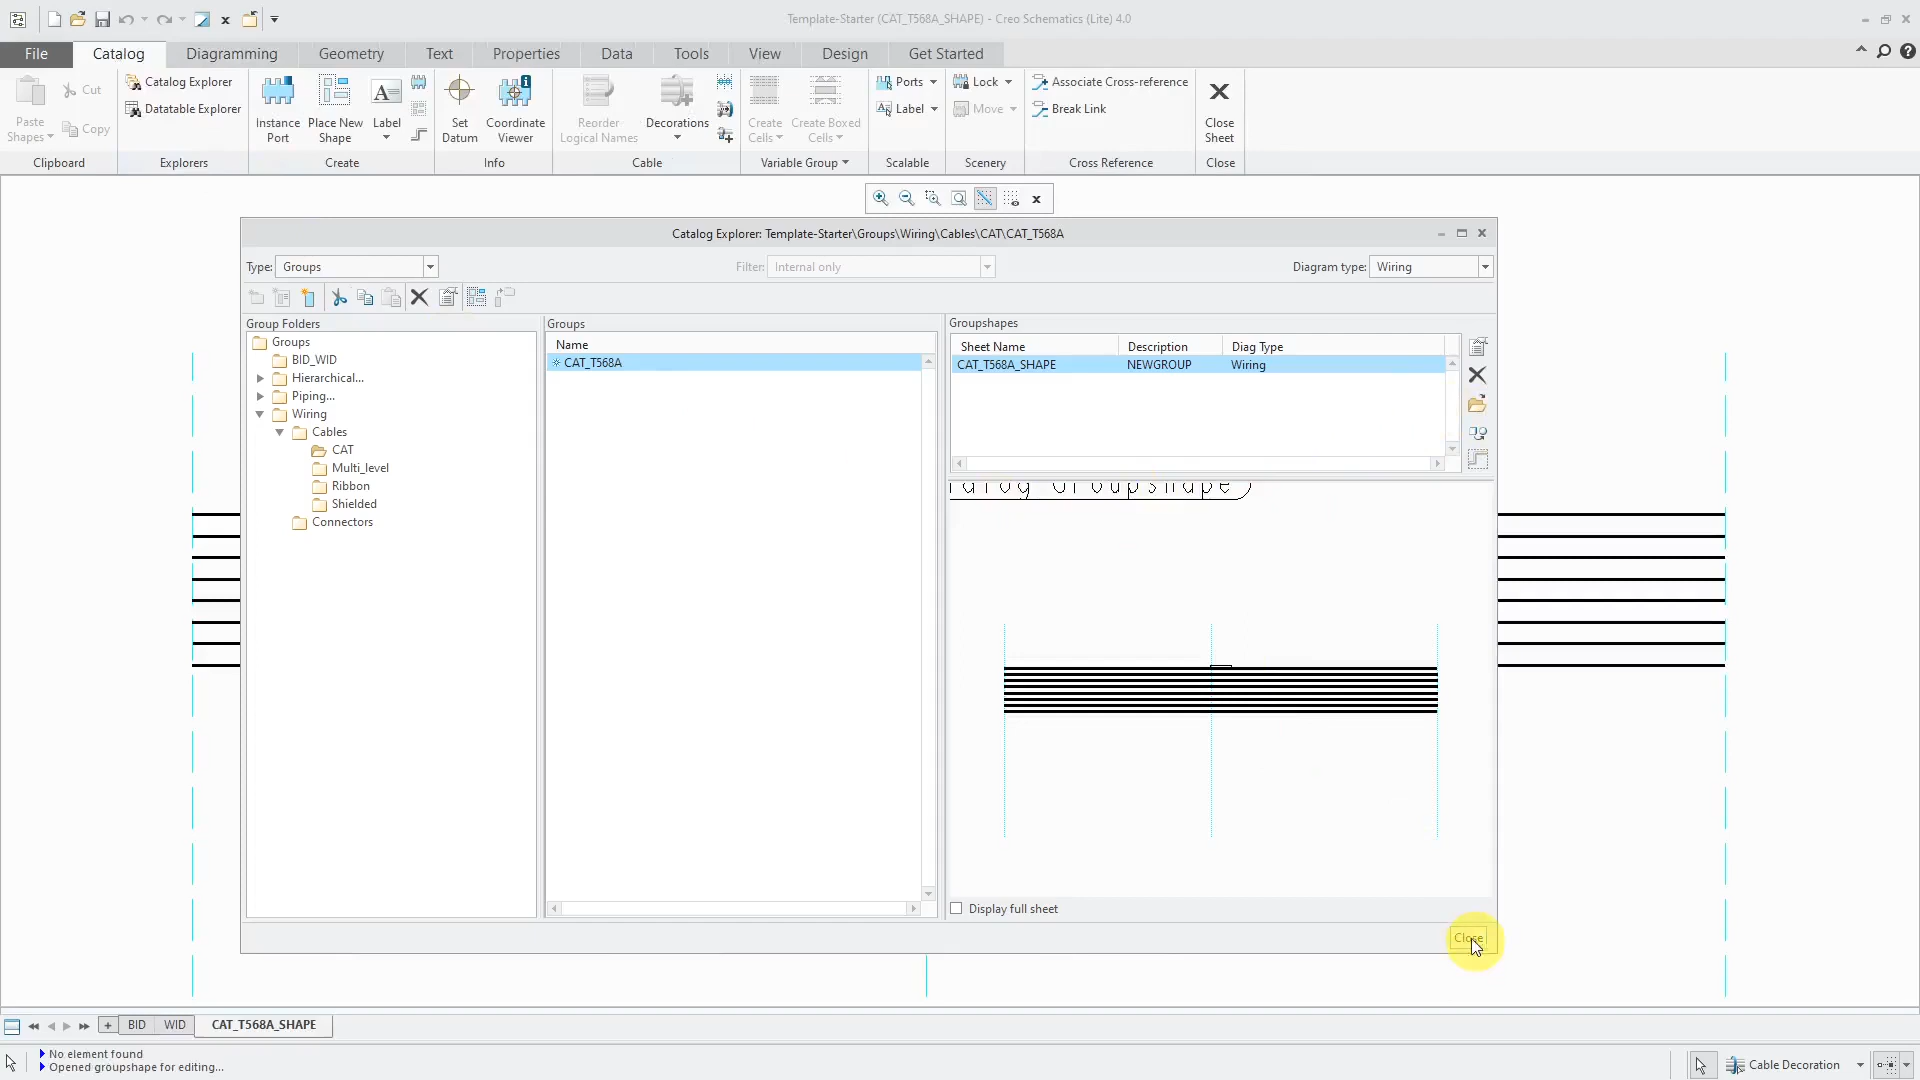 Template-Starter (CAT_T568A_SHAPE) - Creo Schematics (Lite) 4.0
File Catalog Diagramming Geometry Text Properties Data Tools View Design Get Started
Paste Shapes
Cut
Copy
Clipboard
Catalog Explorer
Datatable Explorer
Explorers
Instance Port
Place New Shape
Label
Create
Set Datum
Coordinate Viewer
Info
Reorder Logical Names
Decorations
Cable
Create Cells
Create Boxed Cells
Variable Group
Ports
Label
Scalable
Lock
Move
Scenery
Associate Cross-reference
Break Link
Cross Reference
Close Sheet
Close
Catalog Explorer: Template-Starter\Groups\Wiring\Cables\CAT\CAT_T568A
Type: Groups
Filter: Internal only
Diagram type: Wiring
Group Folders
Groups
BID_WID
Hierarchical...
Piping...
Wiring
Cables
CAT
Multi_level
Ribbon
Shielded
Connectors
Groups
Name
CAT_T568A
Groupshapes
Sheet Name Description Diag Type
CAT_T568A_SHAPE NEWGROUP Wiring
Display full sheet
Close
BID WID CAT_T568A_SHAPE
No element found
Opened groupshape for editing...
Cable Decoration